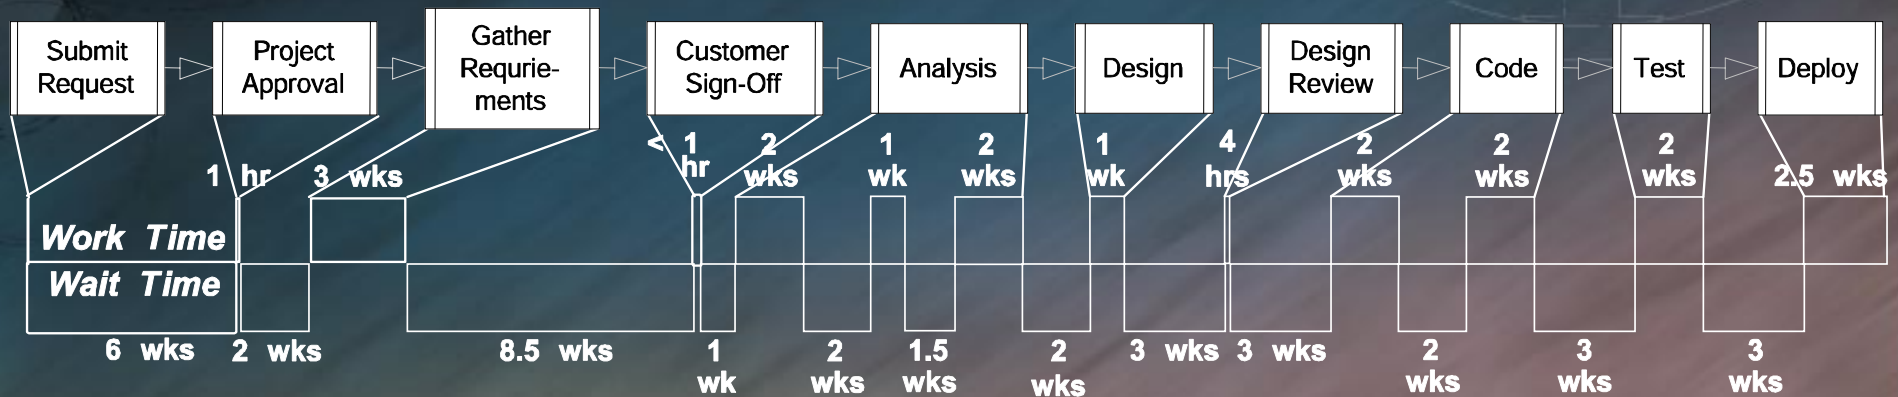 Submit
Request
Project
Approval
Gather
Requrie-
ments
Customer
Sign-Off
Analysis
Design
Design
Review
Code
Test
Deploy
1 hr
3 wks
< 1
hr
2
wks
1
wk
2
wks
1
wk
4
hrs
2
wks
2
wks
2
wks
2.5 wks
Work Time
Wait Time
6 wks
2 wks
8.5 wks
1
wk
2
wks
1.5
wks
2
wks
3 wks
3 wks
2
wks
3
wks
3
wks